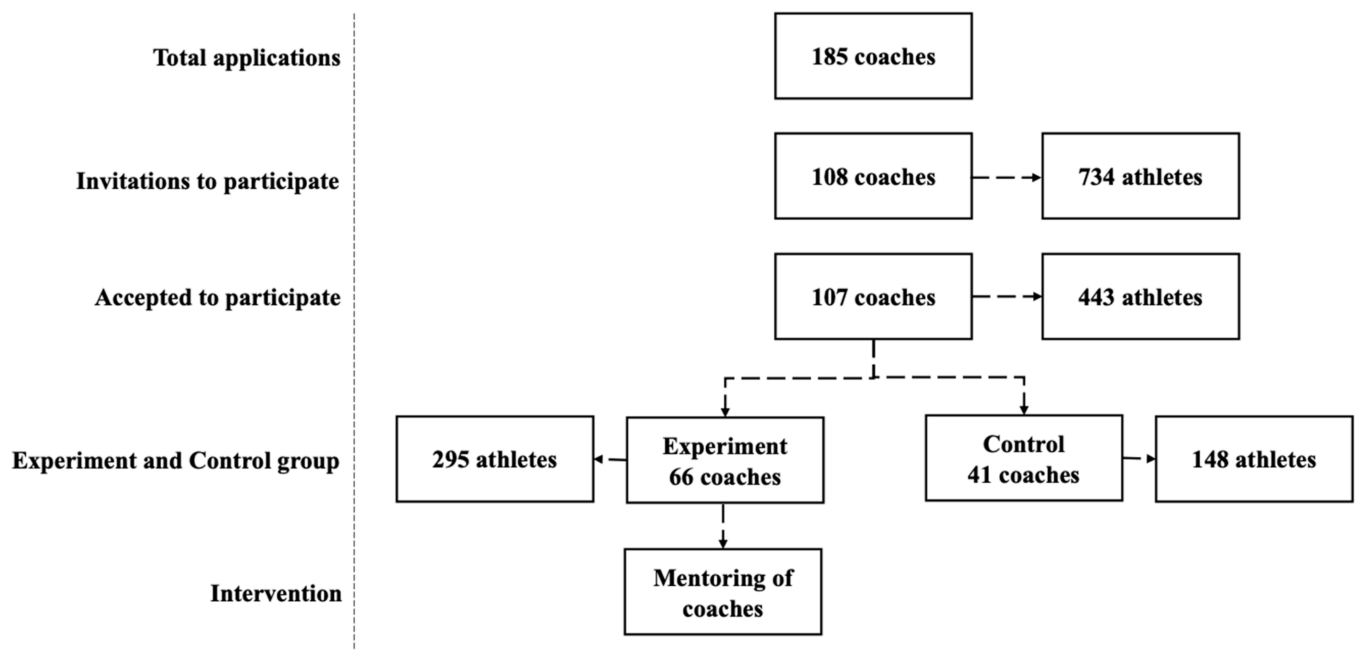 Total applications
185 coaches
Invitations to participate
108 coaches
734 athletes
Accepted to participate
107 coaches
443 athletes
Experiment and Control group
295 athletes
Experiment
66 coaches
Control
41 coaches
148 athletes
Intervention
Mentoring of
coaches